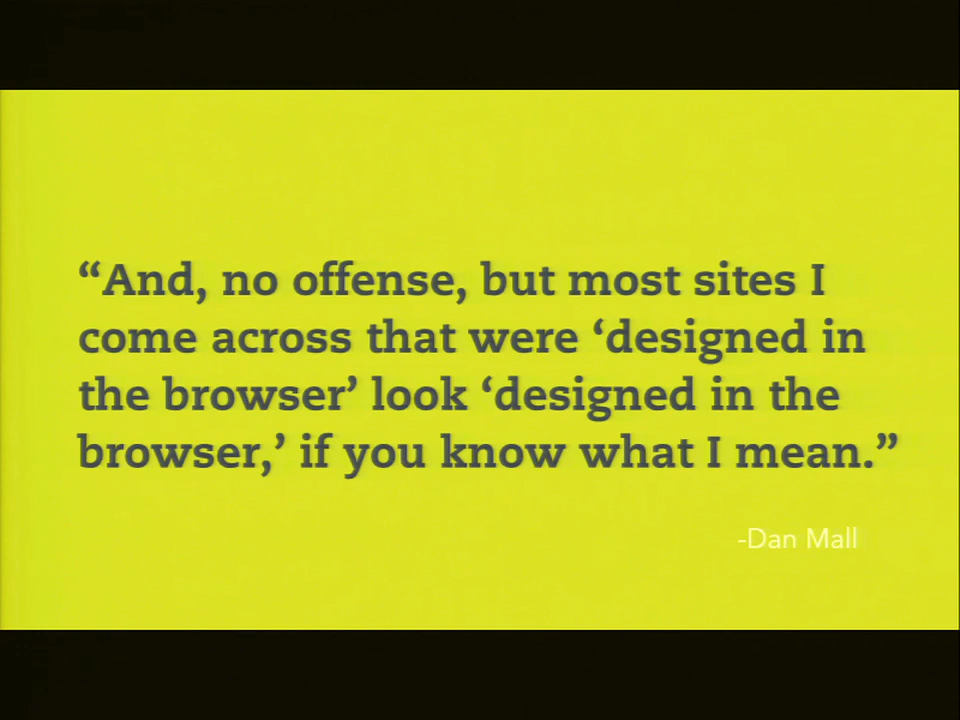 “And, no offense, but most sites I
come across that were ‘designed in
the browser’ look ‘designed in the
browser,’ if you know what I mean.”
-Dan Mall